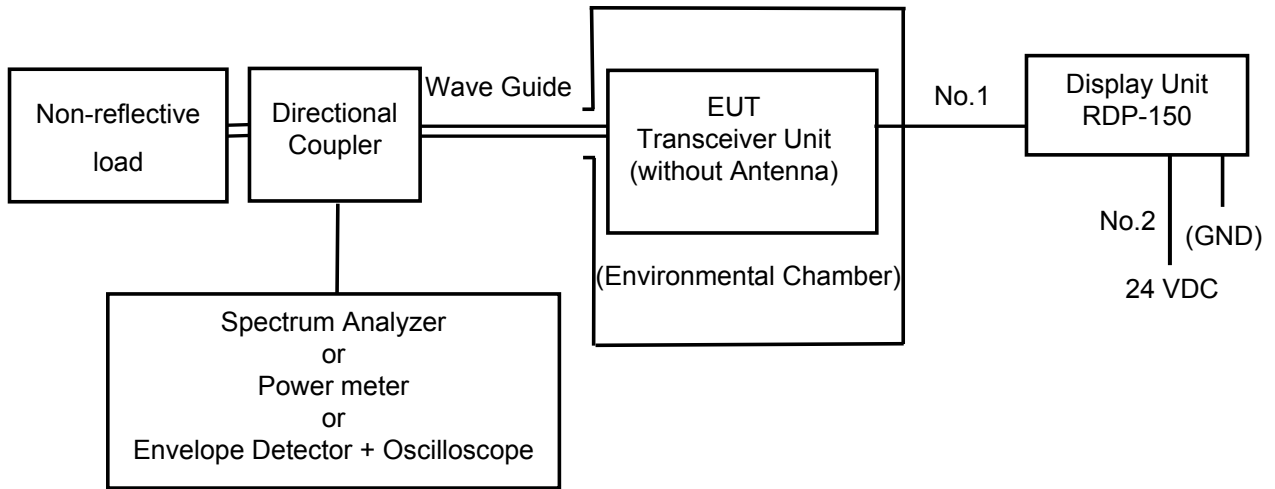 Non-reflective
load
Directional
Coupler
Wave Guide
EUT
Transceiver Unit
(without Antenna)
(Environmental Chamber)
No.1
Display Unit
RDP-150
No.2
(GND)
24 VDC
Spectrum Analyzer
or
Power meter
or
Envelope Detector + Oscilloscope